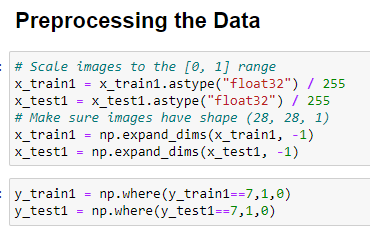 Preprocessing the Data
: # Scale images to the [0, 1] range
x_train1 = x_train1.astype("float32") / 255
x_test1 = x_test1.astype("float32") / 255
# Make sure images have shape (28, 28, 1)
x_train1 = np.expand_dims(x_train1, -1)
x_test1 = np.expand_dims(x_test1, -1)
: y_train1 = np.where(y_train1==7,1,0)
y_test1 = np.where(y_test1==7,1,0)